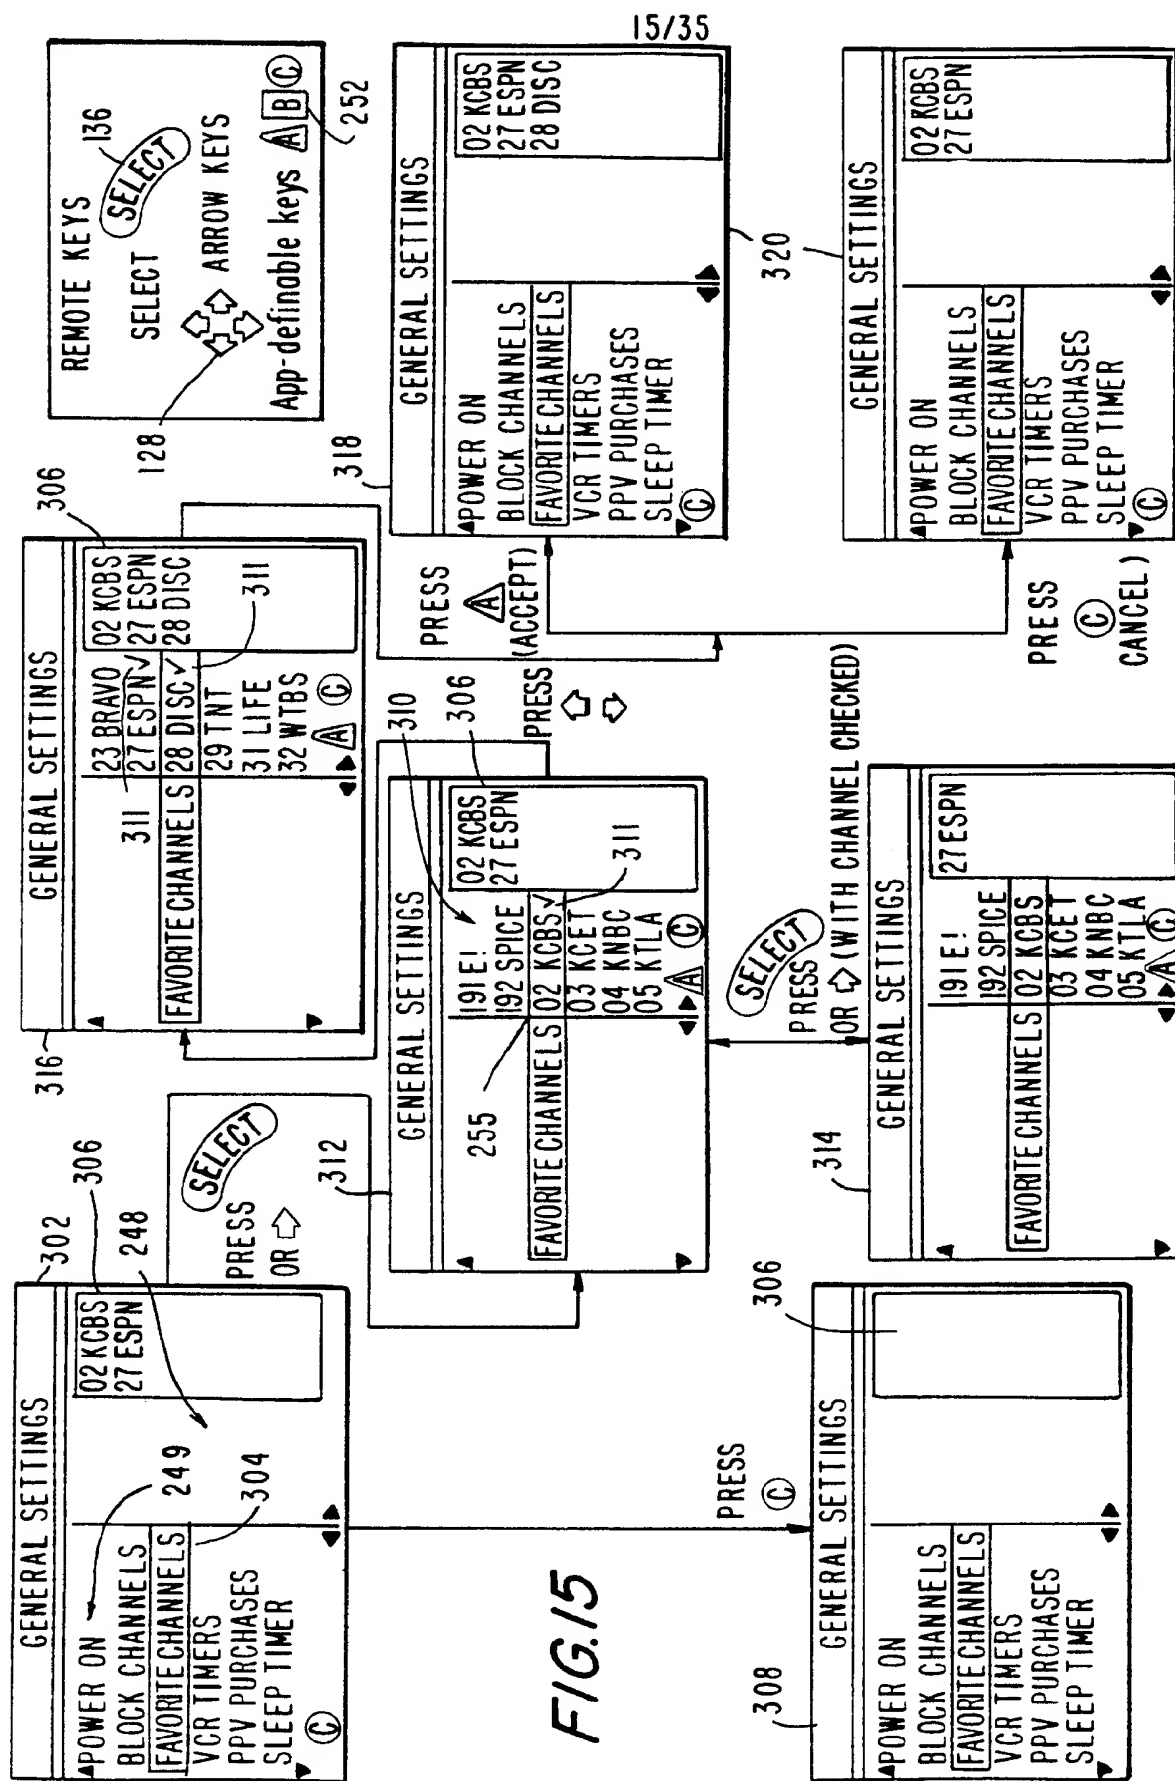 15/35
GENERAL SETTINGS
302
POWER ON
BLOCK CHANNELS
FAVORITE CHANNELS
VCR TIMERS
PPV PURCHASES
SLEEP TIMER
C
02 KCBS
27 ESPN
306
248
249
304
PRESS SELECT
OR
GENERAL SETTINGS
316
FAVORITE CHANNELS
23 BRAVO
27 ESPN ✓
28 DISC ✓
29 TNT
31 LIFE
32 WTBS
A C
02 KCBS
27 ESPN
28 DISC
306
311
311
REMOTE KEYS
SELECT
SELECT
136
ARROW KEYS
128
App-definable keys A B C
252
GENERAL SETTINGS
312
FAVORITE CHANNELS
255
191 E!
192 SPICE
02 KCBS ✓
03 KCET
04 KNBC
05 KTLA
A C
02 KCBS
27 ESPN
306
310
311
PRESS
PRESS
A
(ACCEPT)
GENERAL SETTINGS
318
POWER ON
BLOCK CHANNELS
FAVORITE CHANNELS
VCR TIMERS
PPV PURCHASES
SLEEP TIMER
C
02 KCBS
27 ESPN
28 DISC
320
PRESS
C
FIG.15
GENERAL SETTINGS
308
POWER ON
BLOCK CHANNELS
FAVORITE CHANNELS
VCR TIMERS
PPV PURCHASES
SLEEP TIMER
306
PRESS SELECT
OR (WITH CHANNEL CHECKED)
GENERAL SETTINGS
314
FAVORITE CHANNELS
191 E!
192 SPICE
02 KCBS
03 KCET
04 KNBC
05 KTLA
A C
27 ESPN
PRESS
C
CANCEL)
GENERAL SETTINGS
POWER ON
BLOCK CHANNELS
FAVORITE CHANNELS
VCR TIMERS
PPV PURCHASES
SLEEP TIMER
C
02 KCBS
27 ESPN